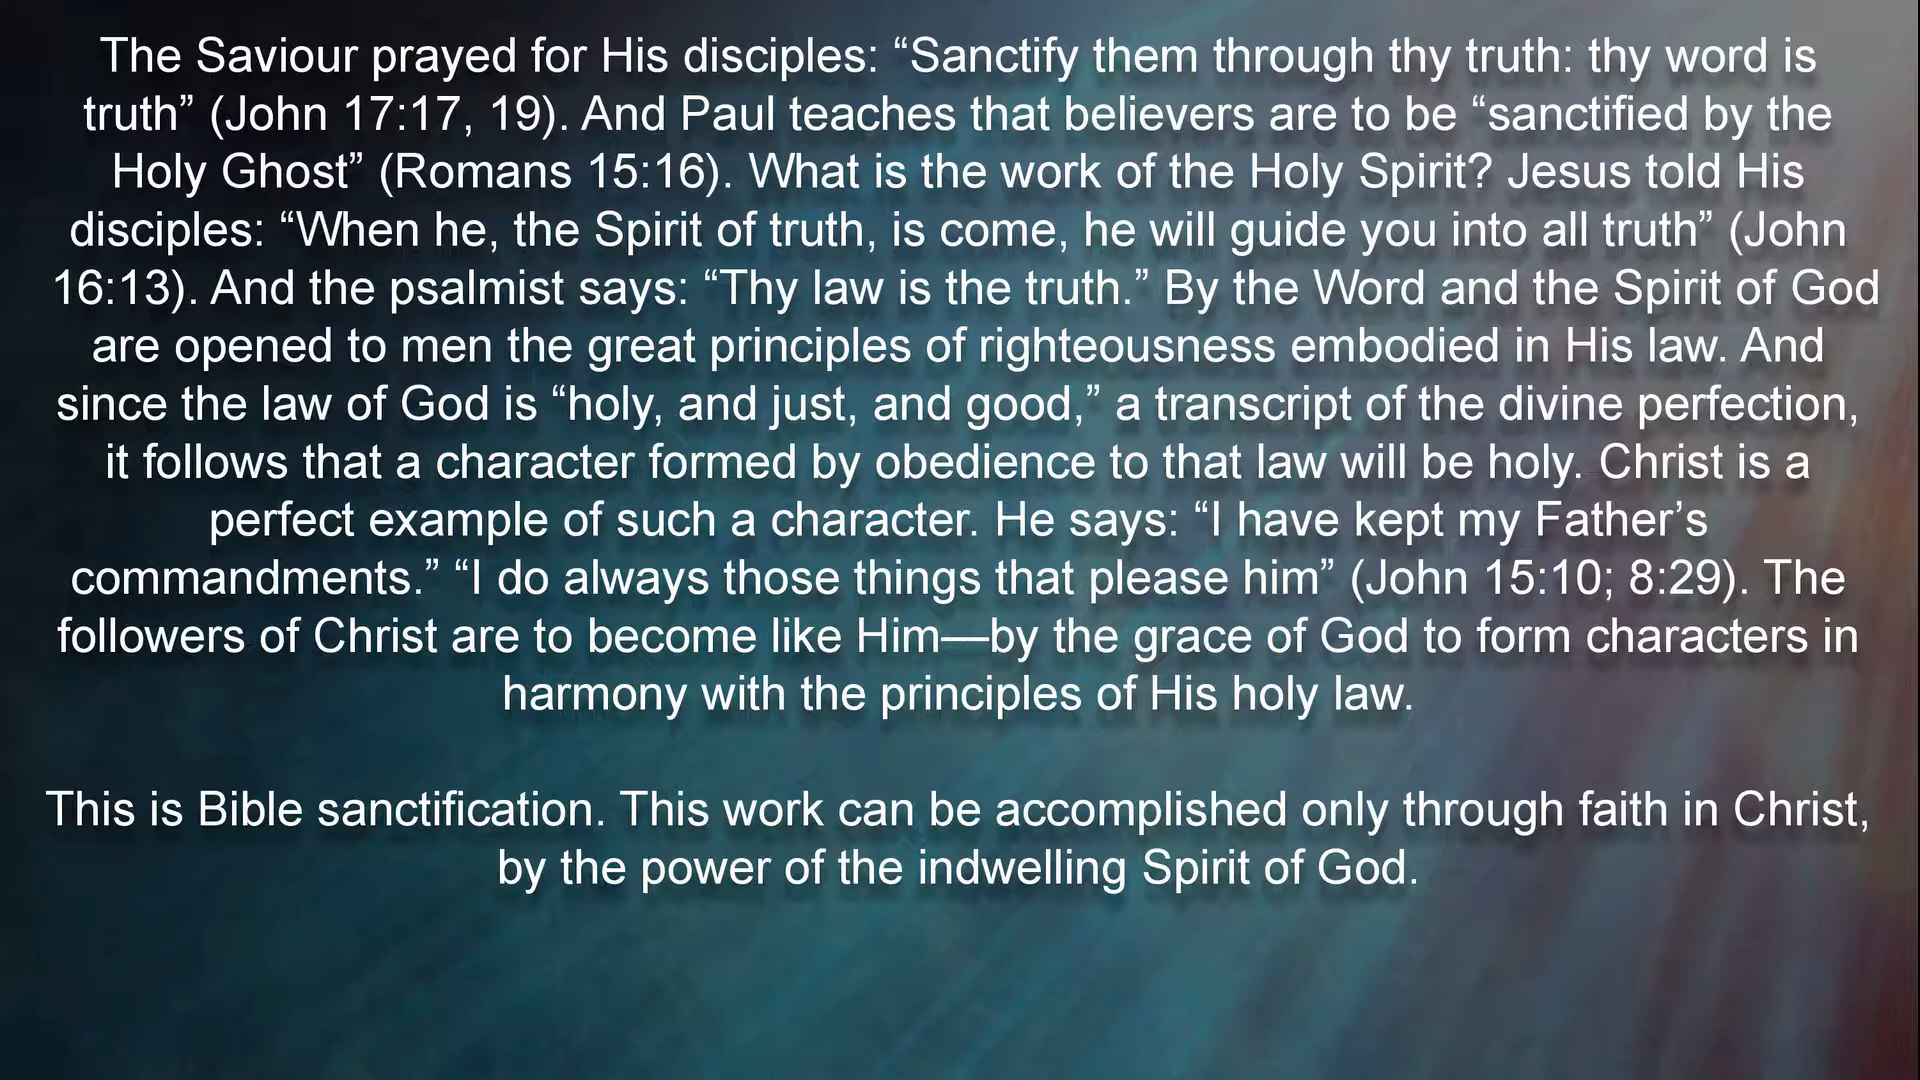 The Saviour prayed for His disciples: “Sanctify them through thy truth: thy word is
truth” (John 17:17, 19). And Paul teaches that believers are to be “sanctified by the
Holy Ghost” (Romans 15:16). What is the work of the Holy Spirit? Jesus told His
disciples: “When he, the Spirit of truth, is come, he will guide you into all truth” (John
16:13). And the psalmist says: “Thy law is the truth.” By the Word and the Spirit of God
are opened to men the great principles of righteousness embodied in His law. And
since the law of God is “holy, and just, and good,” a transcript of the divine perfection,
it follows that a character formed by obedience to that law will be holy. Christ is a
perfect example of such a character. He says: “I have kept my Father’s
commandments.” “I do always those things that please him” (John 15:10; 8:29). The
followers of Christ are to become like Him—by the grace of God to form characters in
harmony with the principles of His holy law.
This is Bible sanctification. This work can be accomplished only through faith in Christ,
by the power of the indwelling Spirit of God.